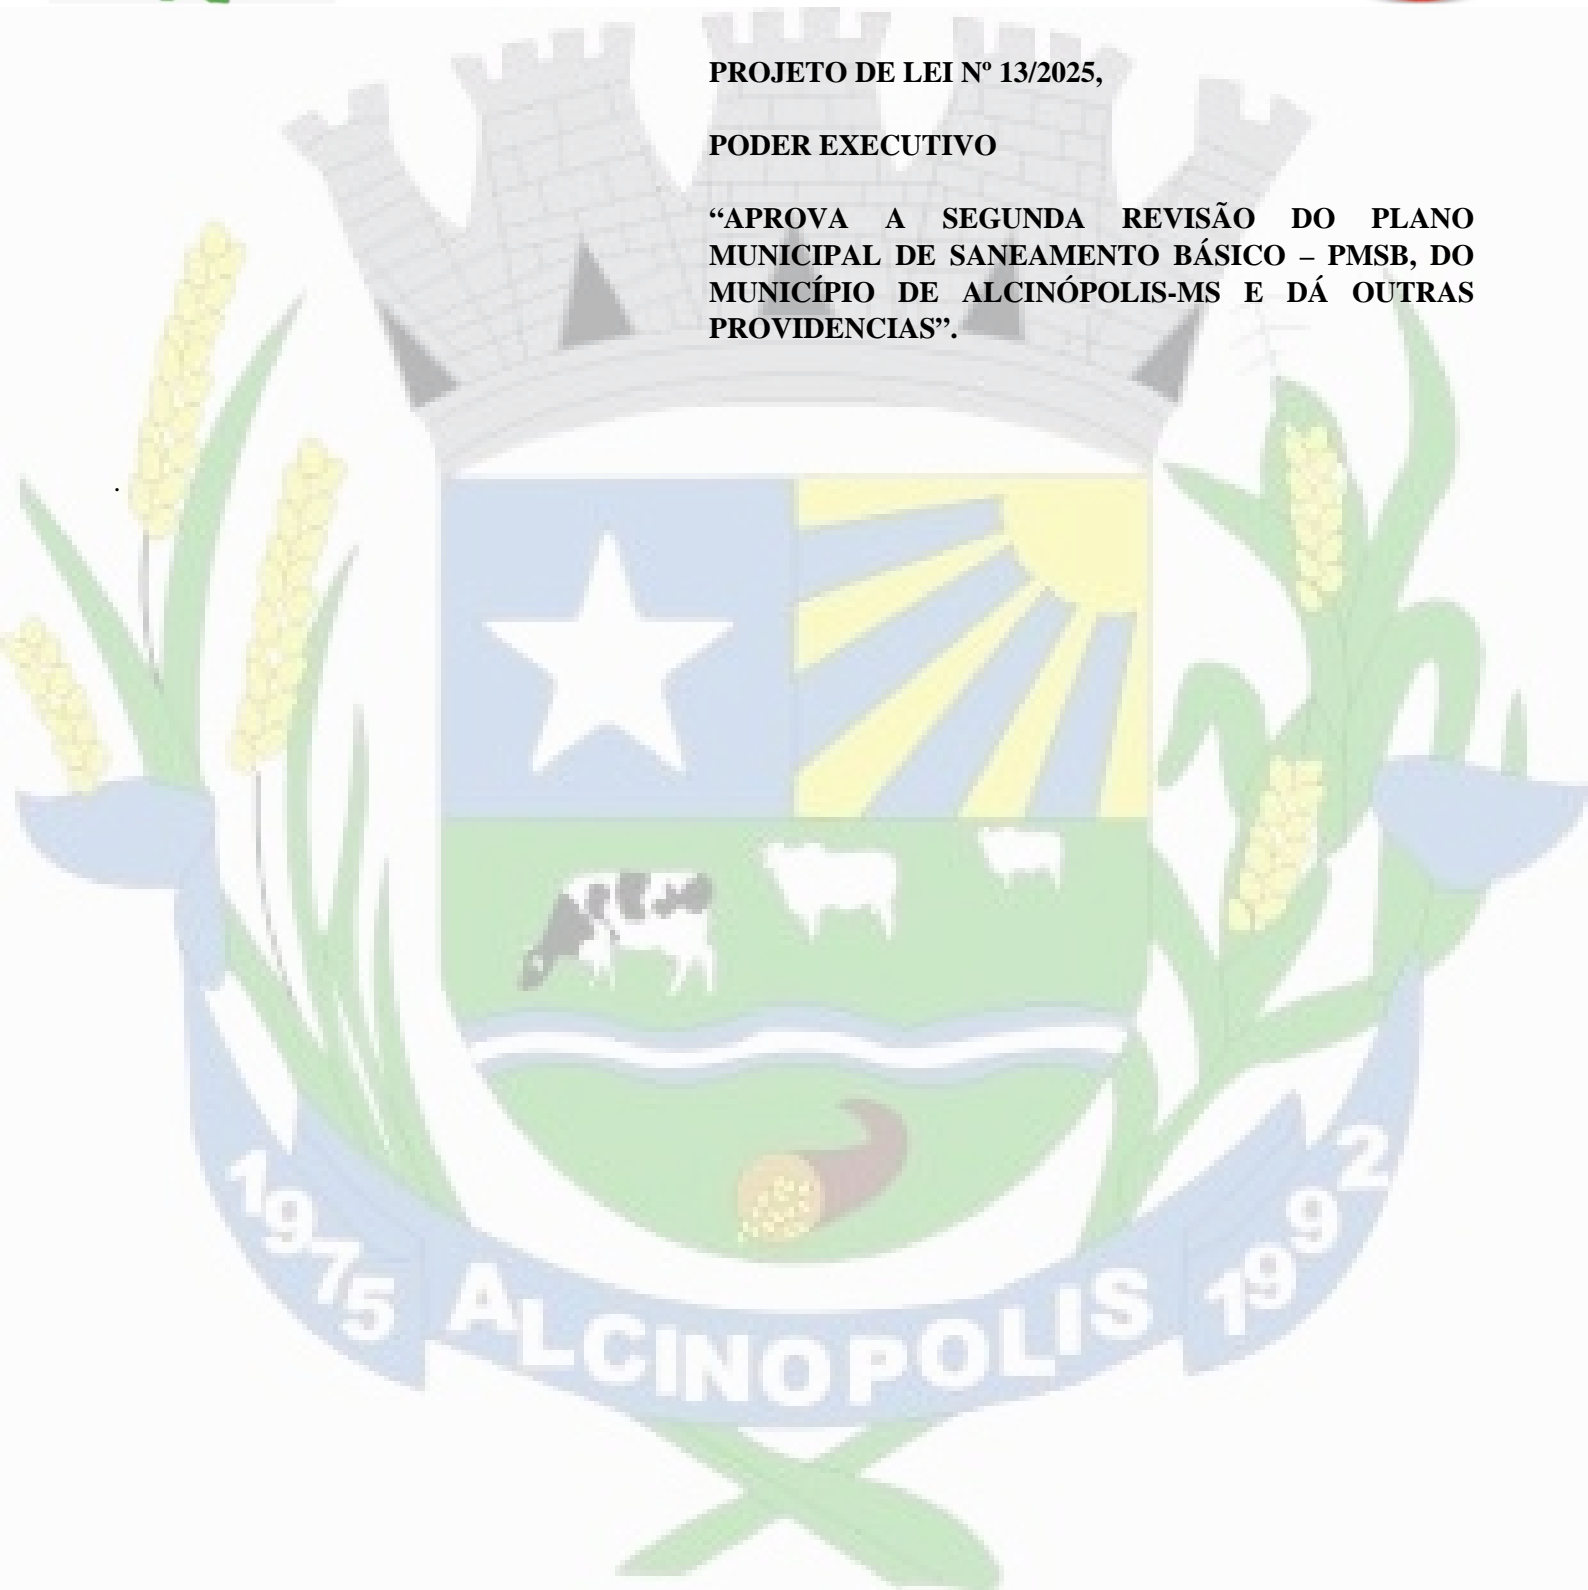 PROJETO DE LEI Nº 13/2025,
PODER EXECUTIVO
“APROVA A SEGUNDA REVISÃO DO PLANO
MUNICIPAL DE SANEAMENTO BÁSICO – PMSB, DO
MUNICÍPIO DE ALCINÓPOLIS-MS E DÁ OUTRAS
PROVIDENCIAS”.
.
1975 ALCINOPOLIS 1992